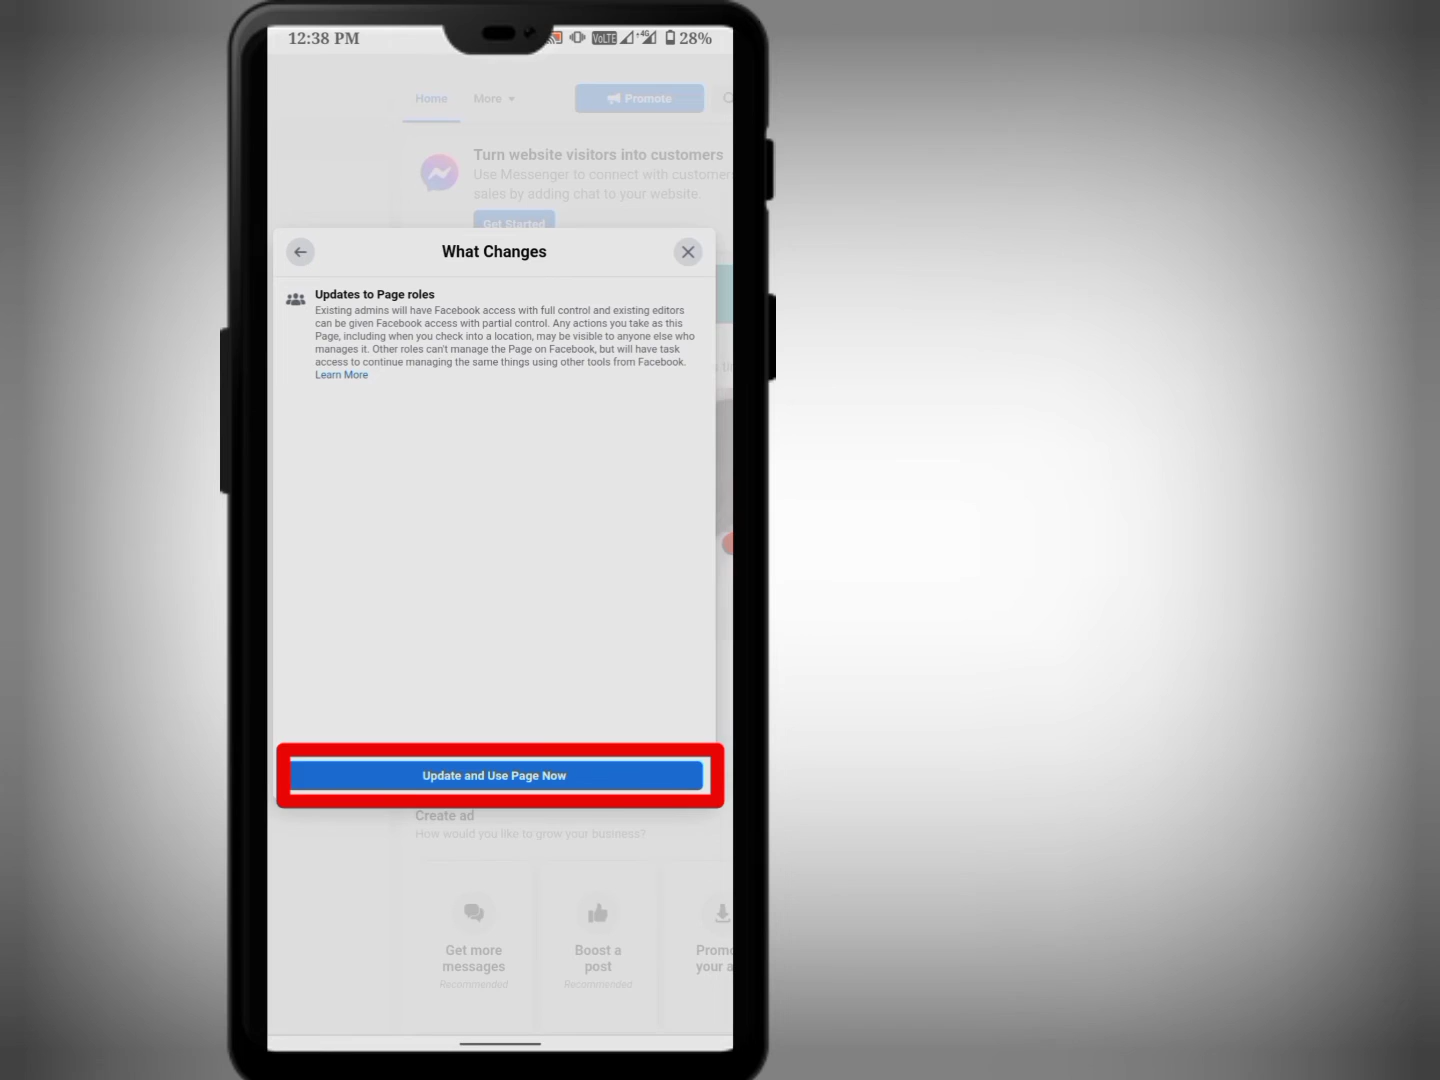 12:38 PM
VoLTE
4G
28%
Home
More
Promote
Turn website visitors into customers
Use Messenger to connect with customers
sales by adding chat to your website.
Get Started
What Changes
Updates to Page roles
Existing admins will have Facebook access with full control and existing editors
can be given Facebook access with partial control. Any actions you take as this
Page, including when you check into a location, may be visible to anyone else who
manages it. Other roles can't manage the Page on Facebook, but will have task
access to continue managing the same things using other tools from Facebook.
Learn More
Update and Use Page Now
Create ad
How would you like to grow your business?
Get more
messages
Recommended
Boost a
post
Recommended
Promo
your a